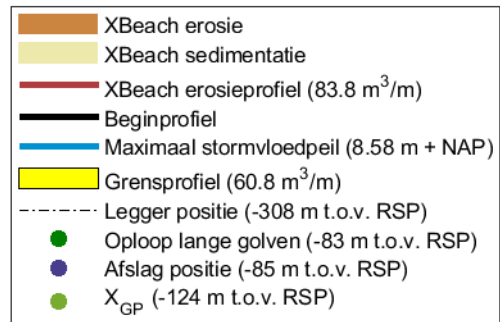 XBeach erosie
XBeach sedimentatie
XBeach erosieprofiel (83.8 m³/m)
Beginprofiel
Maximaal stormvloedpeil (8.58 m + NAP)
Grensprofiel (60.8 m³/m)
Legger positie (-308 m t.o.v. RSP)
Oploop lange golven (-83 m t.o.v. RSP)
Afslag positie (-85 m t.o.v. RSP)
X_GP (-124 m t.o.v. RSP)